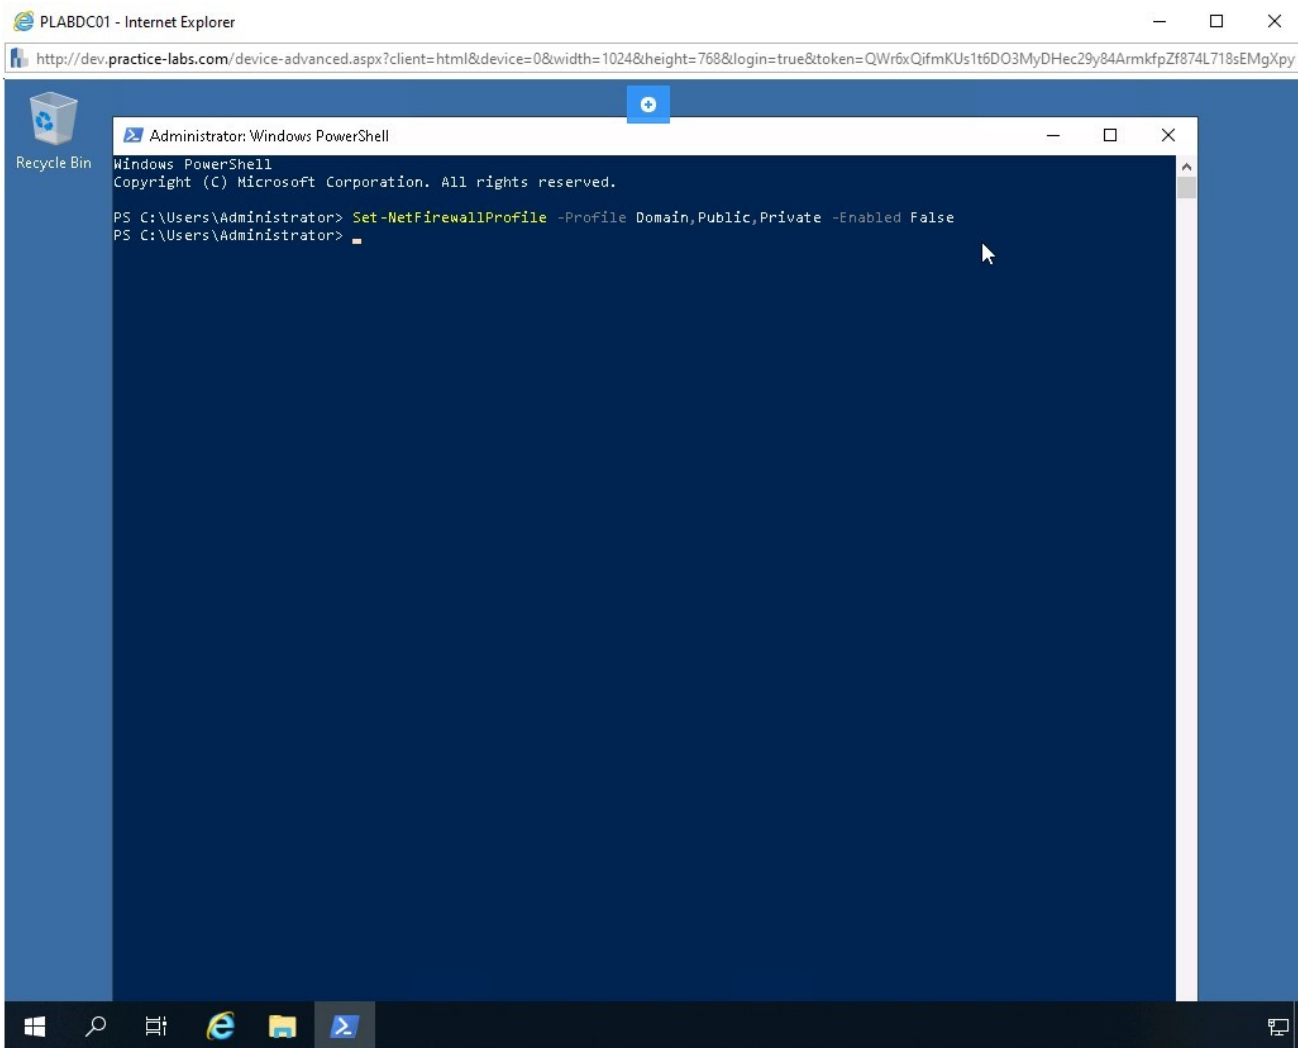 PLABDC01 - Internet Explorer
http://dev.practice-labs.com/device-advanced.aspx?client=html&device=0&width=1024&height=768&login=true&token=QWr6xQifmKUs1t6DO3MyDHec29y84ArmkfpZf874L718sEMgXpy
Recycle Bin
Administrator: Windows PowerShell
Windows PowerShell
Copyright (C) Microsoft Corporation. All rights reserved.
PS C:\Users\Administrator> Set-NetFirewallProfile -Profile Domain,Public,Private -Enabled False
PS C:\Users\Administrator>